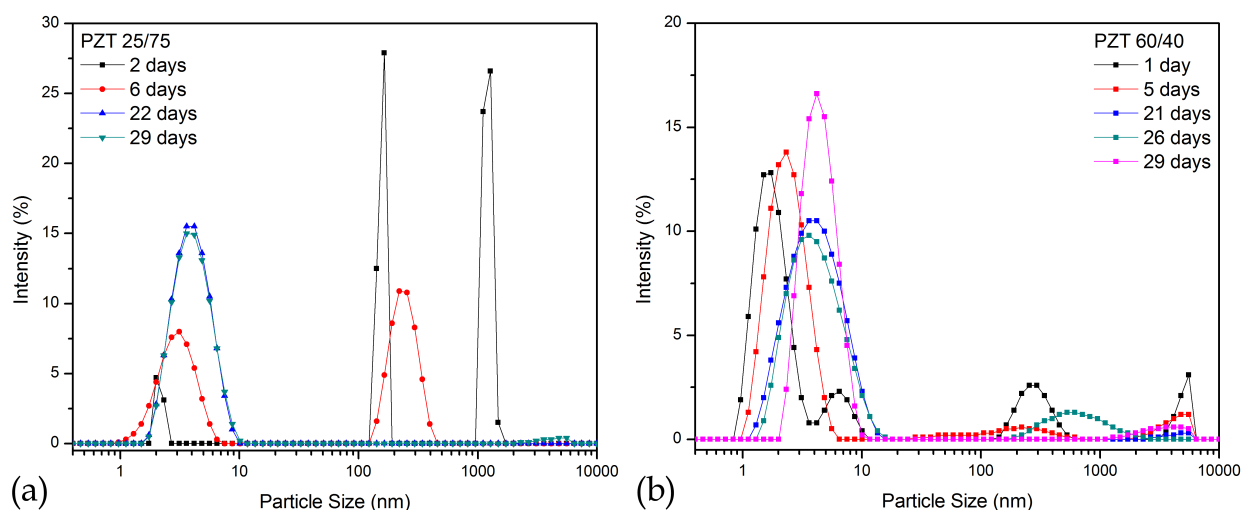 PZT 25/75
2 days
6 days
22 days
29 days
30
25
20
15
10
5
0
Intensity (%)
1 10 100 1000 10000
Particle Size (nm)
(a)
PZT 60/40
1 day
5 days
21 days
26 days
29 days
20
15
10
5
0
Intensity (%)
1 10 100 1000 10000
Particle Size (nm)
(b)